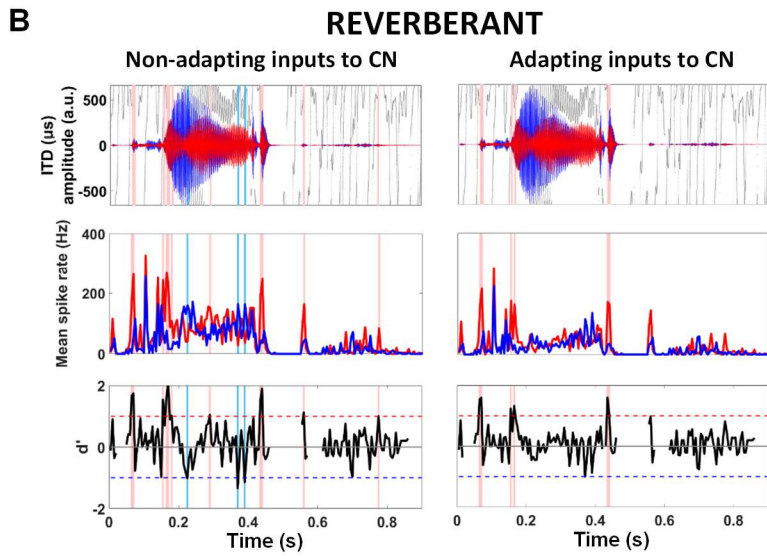 B
REVERBERANT
Non-adapting inputs to CN
Adapting inputs to CN
ITD (µs)
amplitude (a.u.)
500
0
-500
Mean spike rate (Hz)
400
200
0
d'
2
1
0
-1
-2
0 0.2 0.4 0.6 0.8
0 0.2 0.4 0.6 0.8
Time (s)
Time (s)